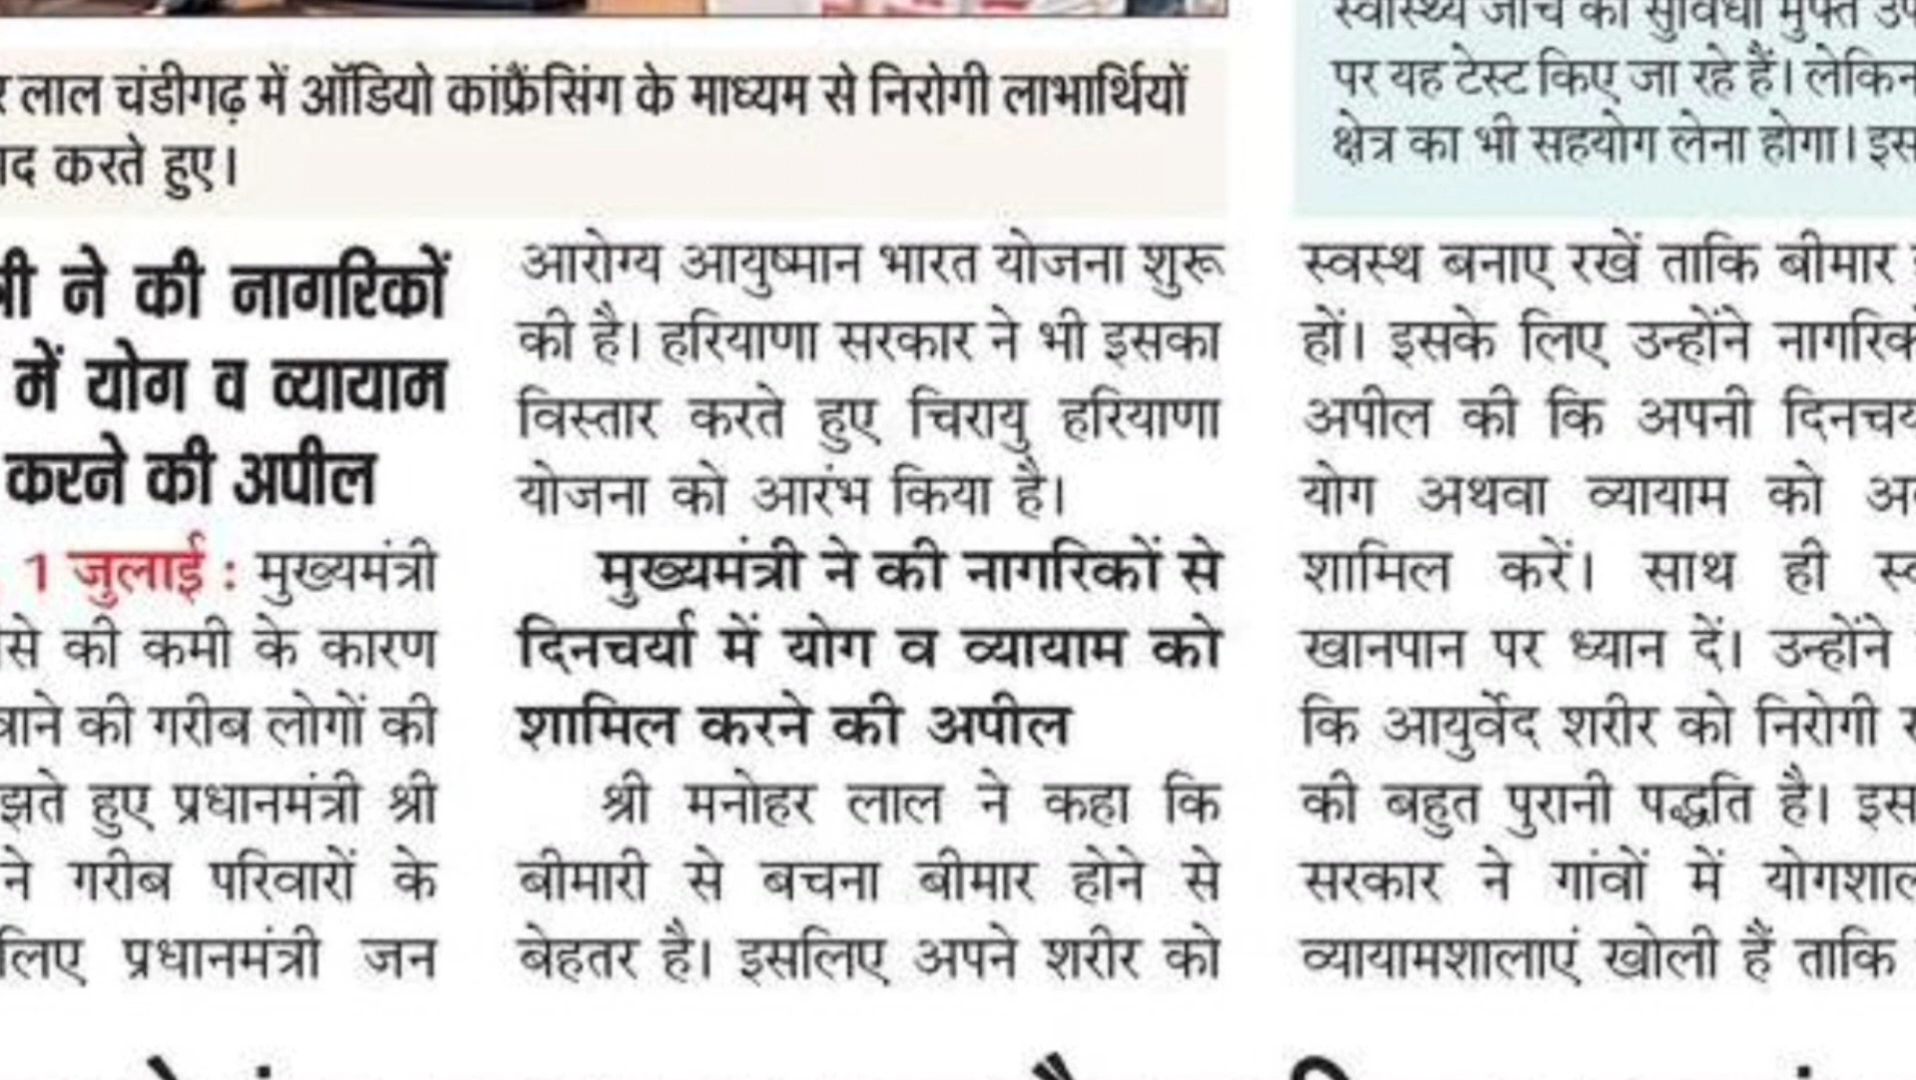 लाल चंडीगढ़ में ऑडियो कांफ्रैंसिंग के माध्यम से निरोगी लाभार्थियों
करते हुए।
ने की नागरिकों
में योग व व्यायाम
करने की अपील
1 जुलाई : मुख्यमंत्री
की कमी के कारण
की गरीब लोगों की
हुए प्रधानमंत्री श्री
ने गरीब परिवारों के
लिए प्रधानमंत्री जन
आरोग्य आयुष्मान भारत योजना शुरू
की है। हरियाणा सरकार ने भी इसका
विस्तार करते हुए चिरायु हरियाणा
योजना को आरंभ किया है।
मुख्यमंत्री ने की नागरिकों से
दिनचर्या में योग व व्यायाम को
शामिल करने की अपील
श्री मनोहर लाल ने कहा कि
बीमारी से बचना बीमार होने से
बेहतर है। इसलिए अपने शरीर को
स्वास्थ्य जांच की सुविधा मुफ्त
पर यह टेस्ट किए जा रहे हैं। लेकिन
क्षेत्र का भी सहयोग लेना होगा। इस
स्वस्थ बनाए रखें ताकि बीमार
हों। इसके लिए उन्होंने
अपील की कि अपनी
योग अथवा व्यायाम को
शामिल करें। साथ ही
खानपान पर ध्यान दें। उन्होंने
कि आयुर्वेद शरीर को निरोगी
की बहुत पुरानी पद्धति है। इस
सरकार ने गांवों में
व्यायामशालाएं खोली हैं ताकि